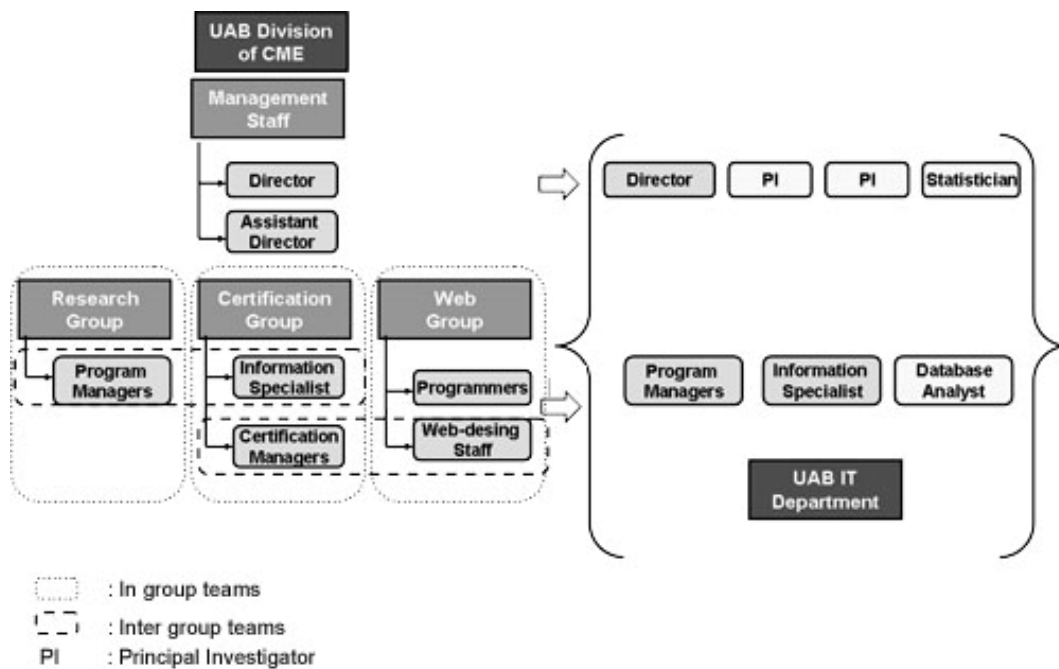 UAB Division
of CME
Management
Staff
Director
Assistant
Director
Research
Group
Program
Managers
Certification
Group
Information
Specialist
Certification
Managers
Web
Group
Programmers
Web-desing
Staff
Director
PI
PI
Statistician
Program
Managers
Information
Specialist
Database
Analyst
UAB IT
Department
: In group teams
: Inter group teams
PI : Principal Investigator